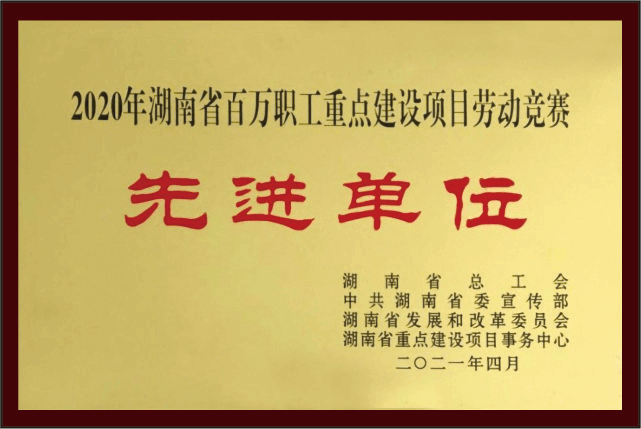 2020年湖南省百万职工重点建设项目劳动竞赛
先进单位
湖南省总工会
中共湖南省委宣传部
湖南省发展和改革委员会
湖南省重点建设项目事务中心
二〇二一年四月